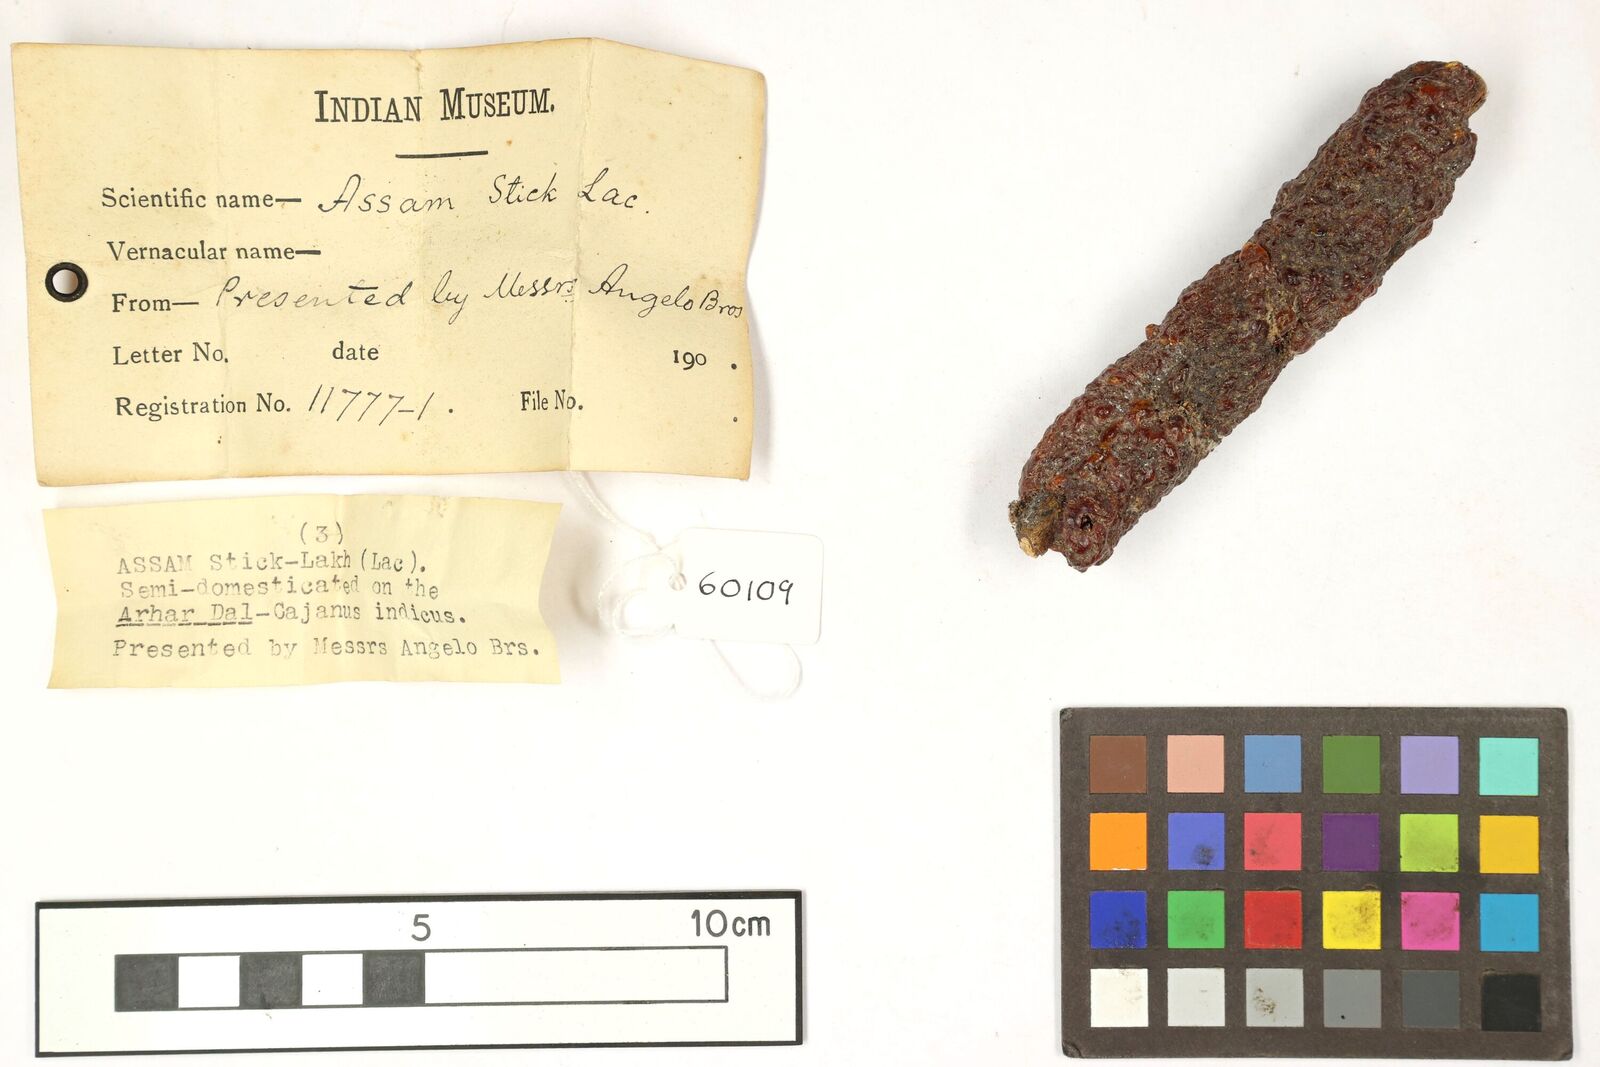 INDIAN MUSEUM.
Scientific name— Assam Stick Lac.
Vernacular name—
From— Presented by Messrs Angelo Bros
Letter No. date 190 .
Registration No. 11777-1 . File No. .
(3)
ASSAM Stick-Lakh (Lac).
Semi-domesticated on the
Arhar Dal-Cajanus indicus.
Presented by Messrs Angelo Brs.
60109
5 10cm